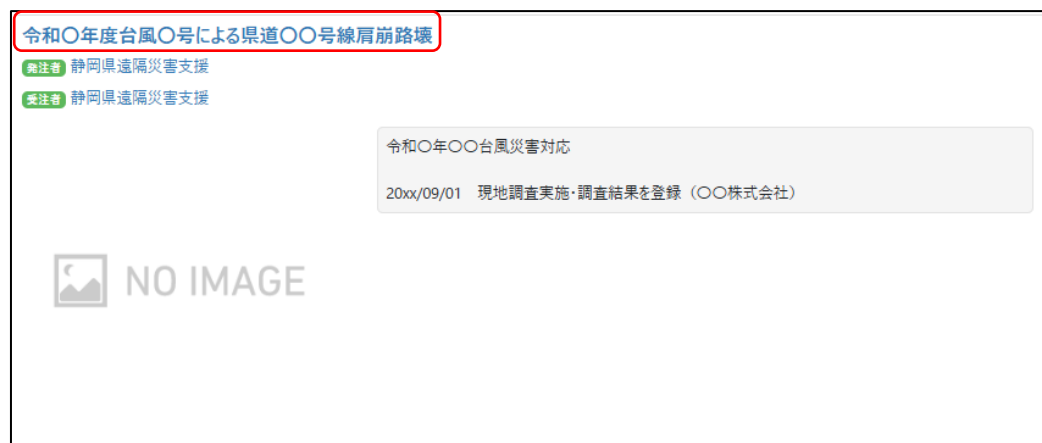 令和〇年度台風〇号による県道〇〇号線肩崩路壊
発注者 静岡県遠隔災害支援
受注者 静岡県遠隔災害支援
令和〇年〇〇台風災害対応
20xx/09/01 現地調査実施・調査結果を登録（〇〇株式会社）
NO IMAGE